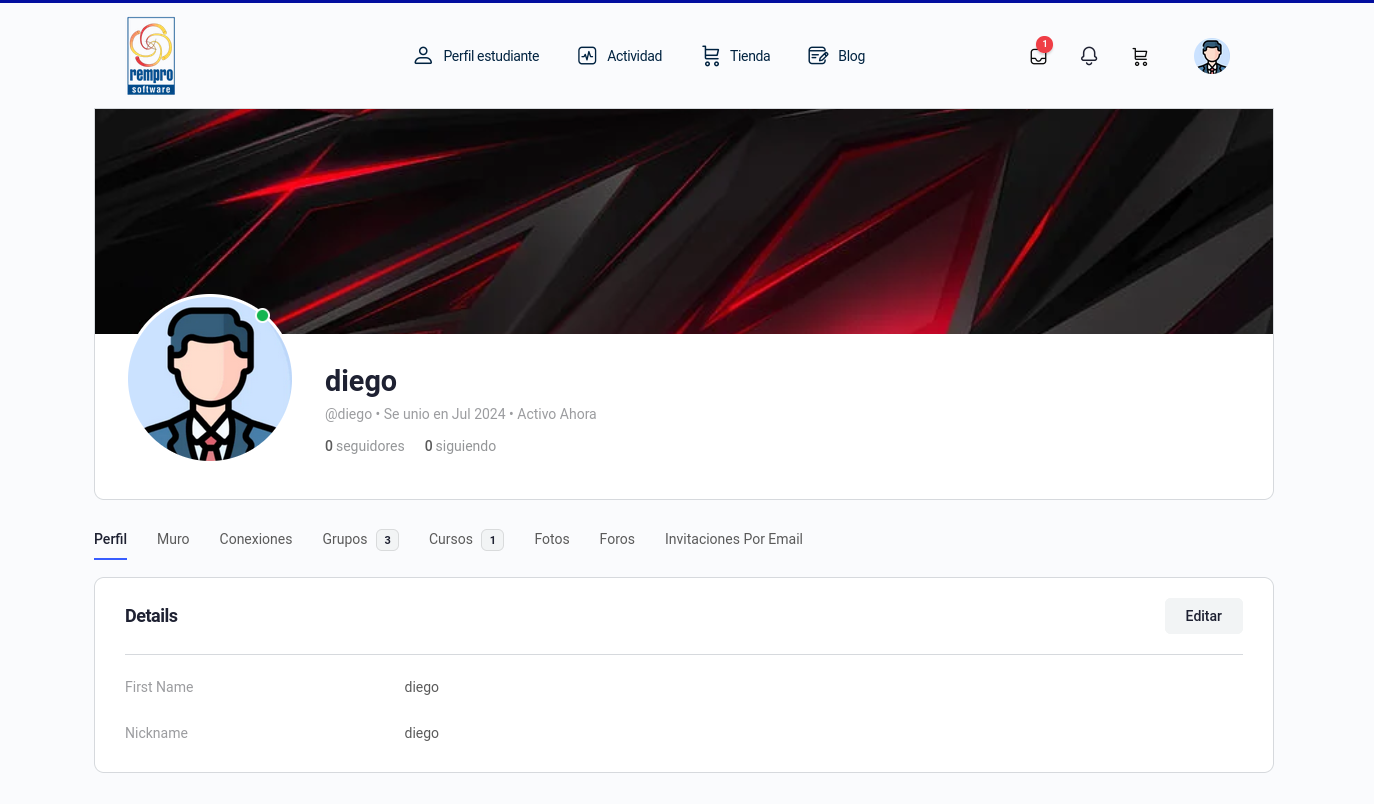 rempro
software
Perfil estudiante
Actividad
Tienda
Blog
1
diego
@diego • Se unio en Jul 2024 • Activo Ahora
0 seguidores 0 siguiendo
Perfil Muro Conexiones Grupos 3 Cursos 1 Fotos Foros Invitaciones Por Email
Details
Editar
First Name diego
Nickname diego